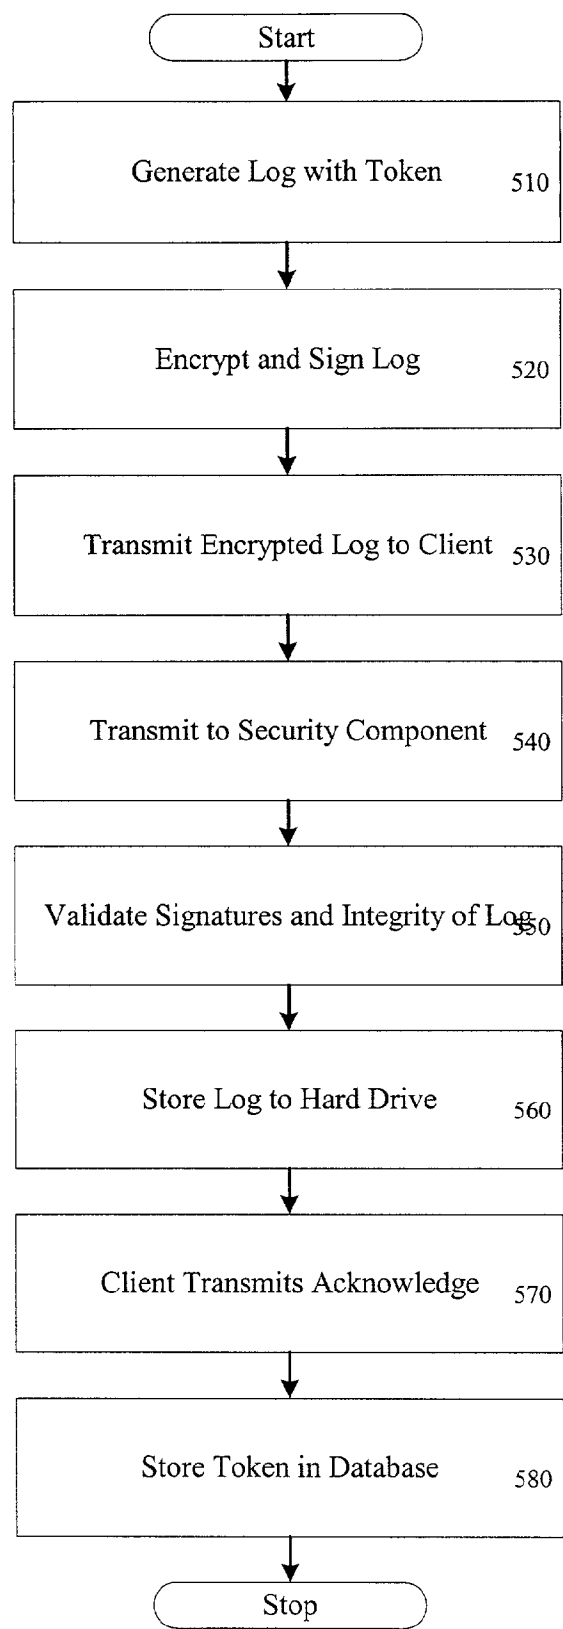 Start
Generate Log with Token 510
Encrypt and Sign Log 520
Transmit Encrypted Log to Client 530
Transmit to Security Component 540
Validate Signatures and Integrity of Log 550
Store Log to Hard Drive 560
Client Transmits Acknowledge 570
Store Token in Database 580
Stop